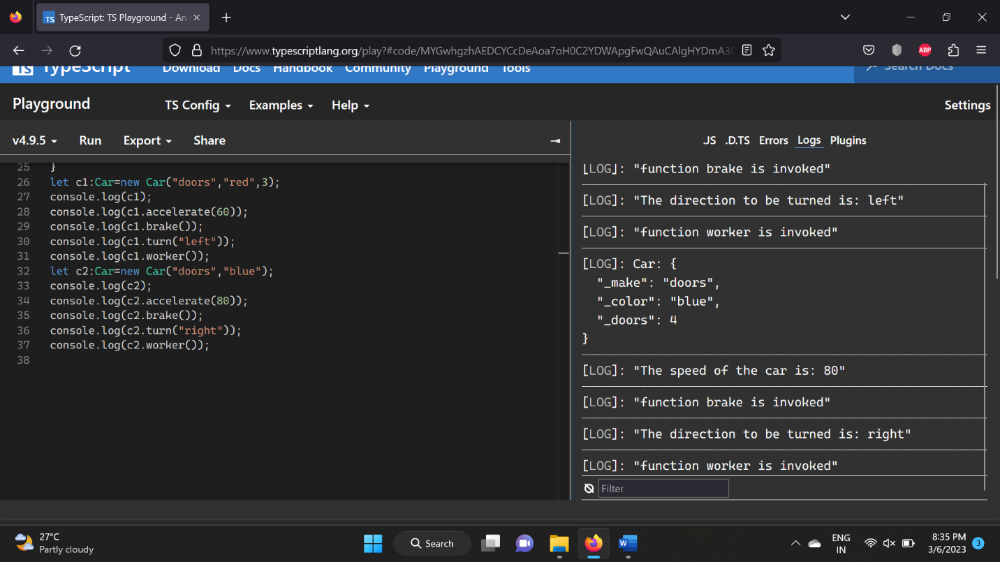 TS TypeScript: TS Playground - An
https://www.typescriptlang.org/play?#code/MYGwhgzhAEDCYCcDeAoa7oH0C2YDWApgFwQAuCAlgHYDmA3C
ABP
TS TypeScript Download Docs Handbook Community Playground Tools Search Docs
Playground TS Config Examples Help Settings
v4.9.5 Run Export Share
25 }
26 let c1:Car=new Car("doors","red",3);
27 console.log(c1);
28 console.log(c1.accelerate(60));
29 console.log(c1.brake());
30 console.log(c1.turn("left"));
31 console.log(c1.worker());
32 let c2:Car=new Car("doors","blue");
33 console.log(c2);
34 console.log(c2.accelerate(80));
35 console.log(c2.brake());
36 console.log(c2.turn("right"));
37 console.log(c2.worker());
38
.JS .D.TS Errors Logs Plugins
[LOG]: "function brake is invoked"
[LOG]: "The direction to be turned is: left"
[LOG]: "function worker is invoked"
[LOG]: Car: {
"_make": "doors",
"_color": "blue",
"_doors": 4
}
[LOG]: "The speed of the car is: 80"
[LOG]: "function brake is invoked"
[LOG]: "The direction to be turned is: right"
[LOG]: "function worker is invoked"
Filter
27°C
Partly cloudy
Search
W
ENG
IN
8:35 PM
3/6/2023
3